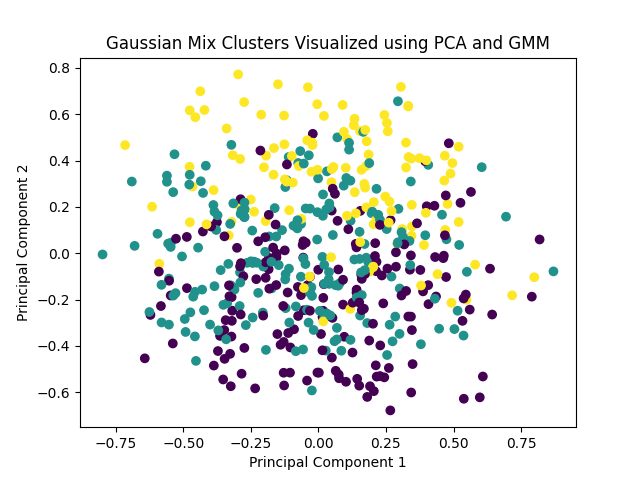 Gaussian Mix Clusters Visualized using PCA and GMM
Principal Component 2
0.8
0.6
0.4
0.2
0.0
−0.2
−0.4
−0.6
−0.75 −0.50 −0.25 0.00 0.25 0.50 0.75
Principal Component 1